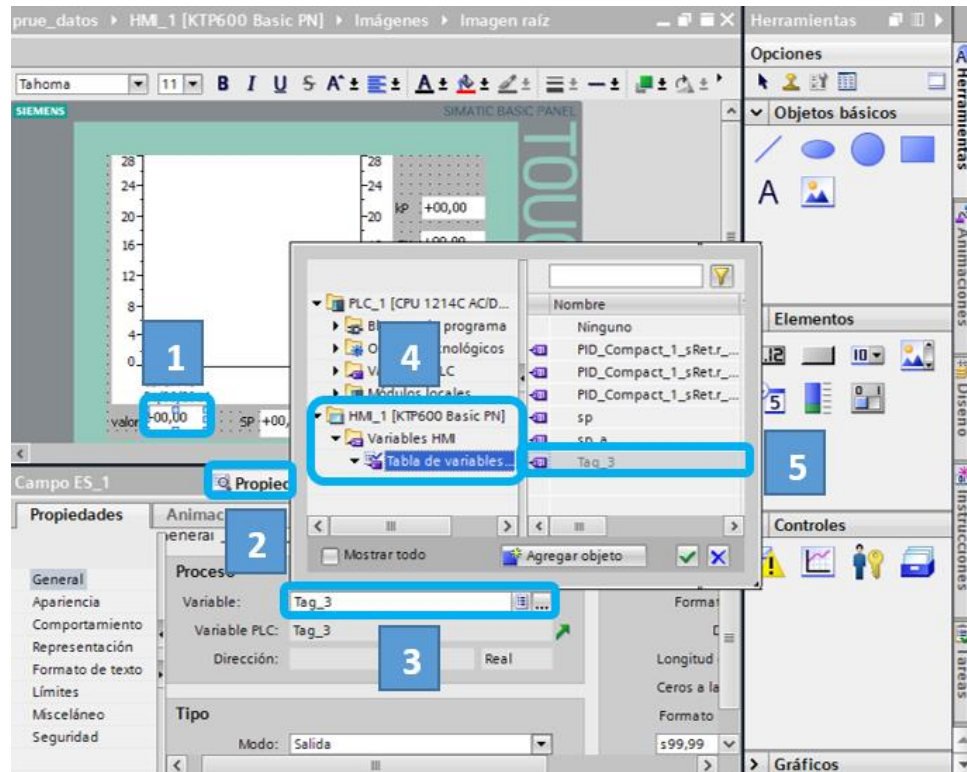 prue_datos ▸ HMI_1 [KTP600 Basic PN] ▸ Imágenes ▸ Imagen raíz
Herramientas
Opciones
Tahoma 11 B I U S A A
SIEMENS
SIMATIC BASIC PANEL
TOU
28
24
20
16
12
8
4
0
28
24
20
kP +00,00
1
valor +00,00 SP +00,
PLC_1 [CPU 1214C AC/D...
programa
nológicos
LC
Módulos locales
HMI_1 [KTP600 Basic PN]
Variables HMI
Tabla de variables...
4
Nombre
Ninguno
PID_Compact_1_sRet.r_...
PID_Compact_1_sRet.r_...
PID_Compact_1_sRet.r_...
sp
sp_a
Tag_3
5
Mostrar todo
Agregar objeto
Campo ES_1
Propied
Propiedades
Animac
2
General
Apariencia
Comportamiento
Representación
Formato de texto
Límites
Misceláneo
Seguridad
Proceso
Variable: Tag_3
Variable PLC: Tag_3
Dirección: Real
3
Tipo
Modo: Salida
Format
Longitud
Ceros a la
Formato
s99,99
Objetos básicos
A
Elementos
10
5
Controles
Gráficos
Herramientas
Animaciones
Diseño
Instrucciones
Tareas